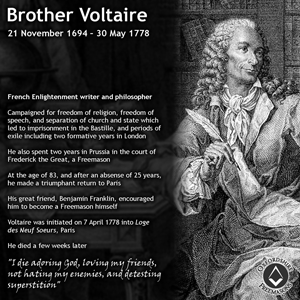 Brother Voltaire
21 November 1694 – 30 May 1778
French Enlightenment writer and philosopher
Campaigned for freedom of religion, freedom of
speech, and separation of church and state which
led to imprisonment in the Bastille, and periods of
exile including two formative years in London
He also spent two years in Prussia in the court of
Frederick the Great, a Freemason
At the age of 83, and after an absence of 25 years,
he made a triumphant return to Paris
His great friend, Benjamin Franklin, encouraged
him to become a Freemason himself
Voltaire was initiated on 7 April 1778 into Loge
des Neuf Soeurs, Paris
He died a few weeks later
"I die adoring God, loving my friends,
not hating my enemies, and detesting
superstition"
OXFORDSHIRE
FREEMASONS